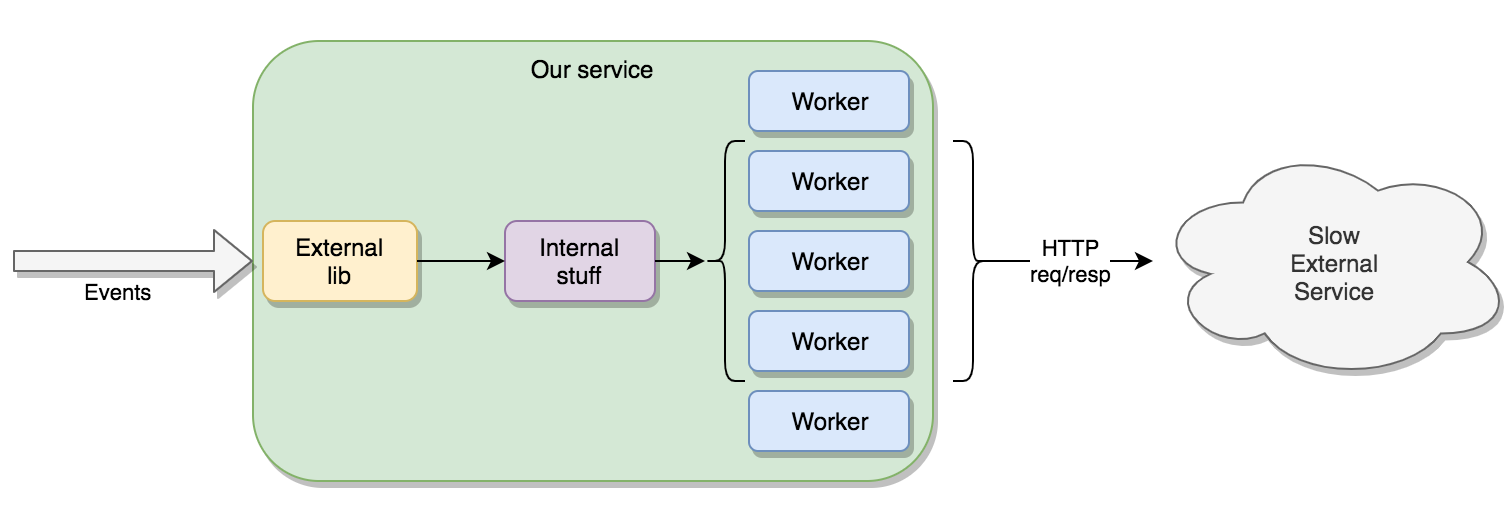 Our service
Events
External
lib
Internal
stuff
Worker
Worker
Worker
Worker
Worker
HTTP
req/resp
Slow
External
Service